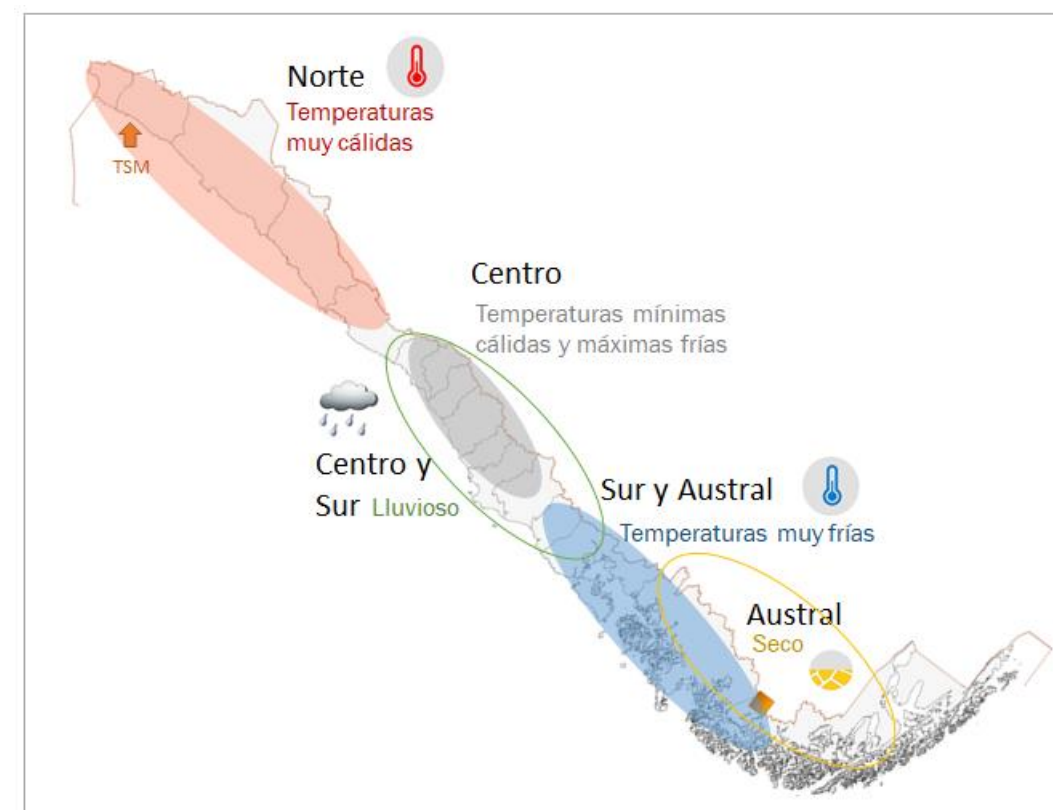 Norte
Temperaturas
muy cálidas
TSM
Centro
Temperaturas mínimas
cálidas y máximas frías
Centro y
Sur Lluvioso
Sur y Austral
Temperaturas muy frías
Austral
Seco